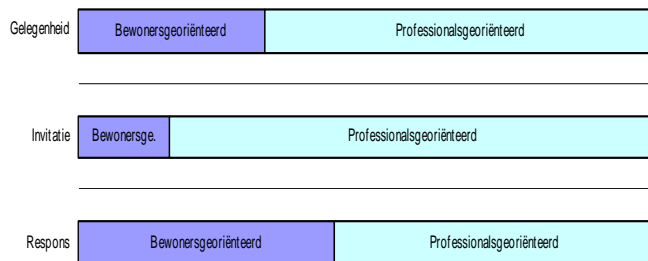 Gelegenheid Bewonersgeoriënteerd Professionalsgeoriënteerd
Invitatie Bewonersge. Professionalsgeoriënteerd
Respons Bewonersgeoriënteerd Professionalsgeoriënteerd